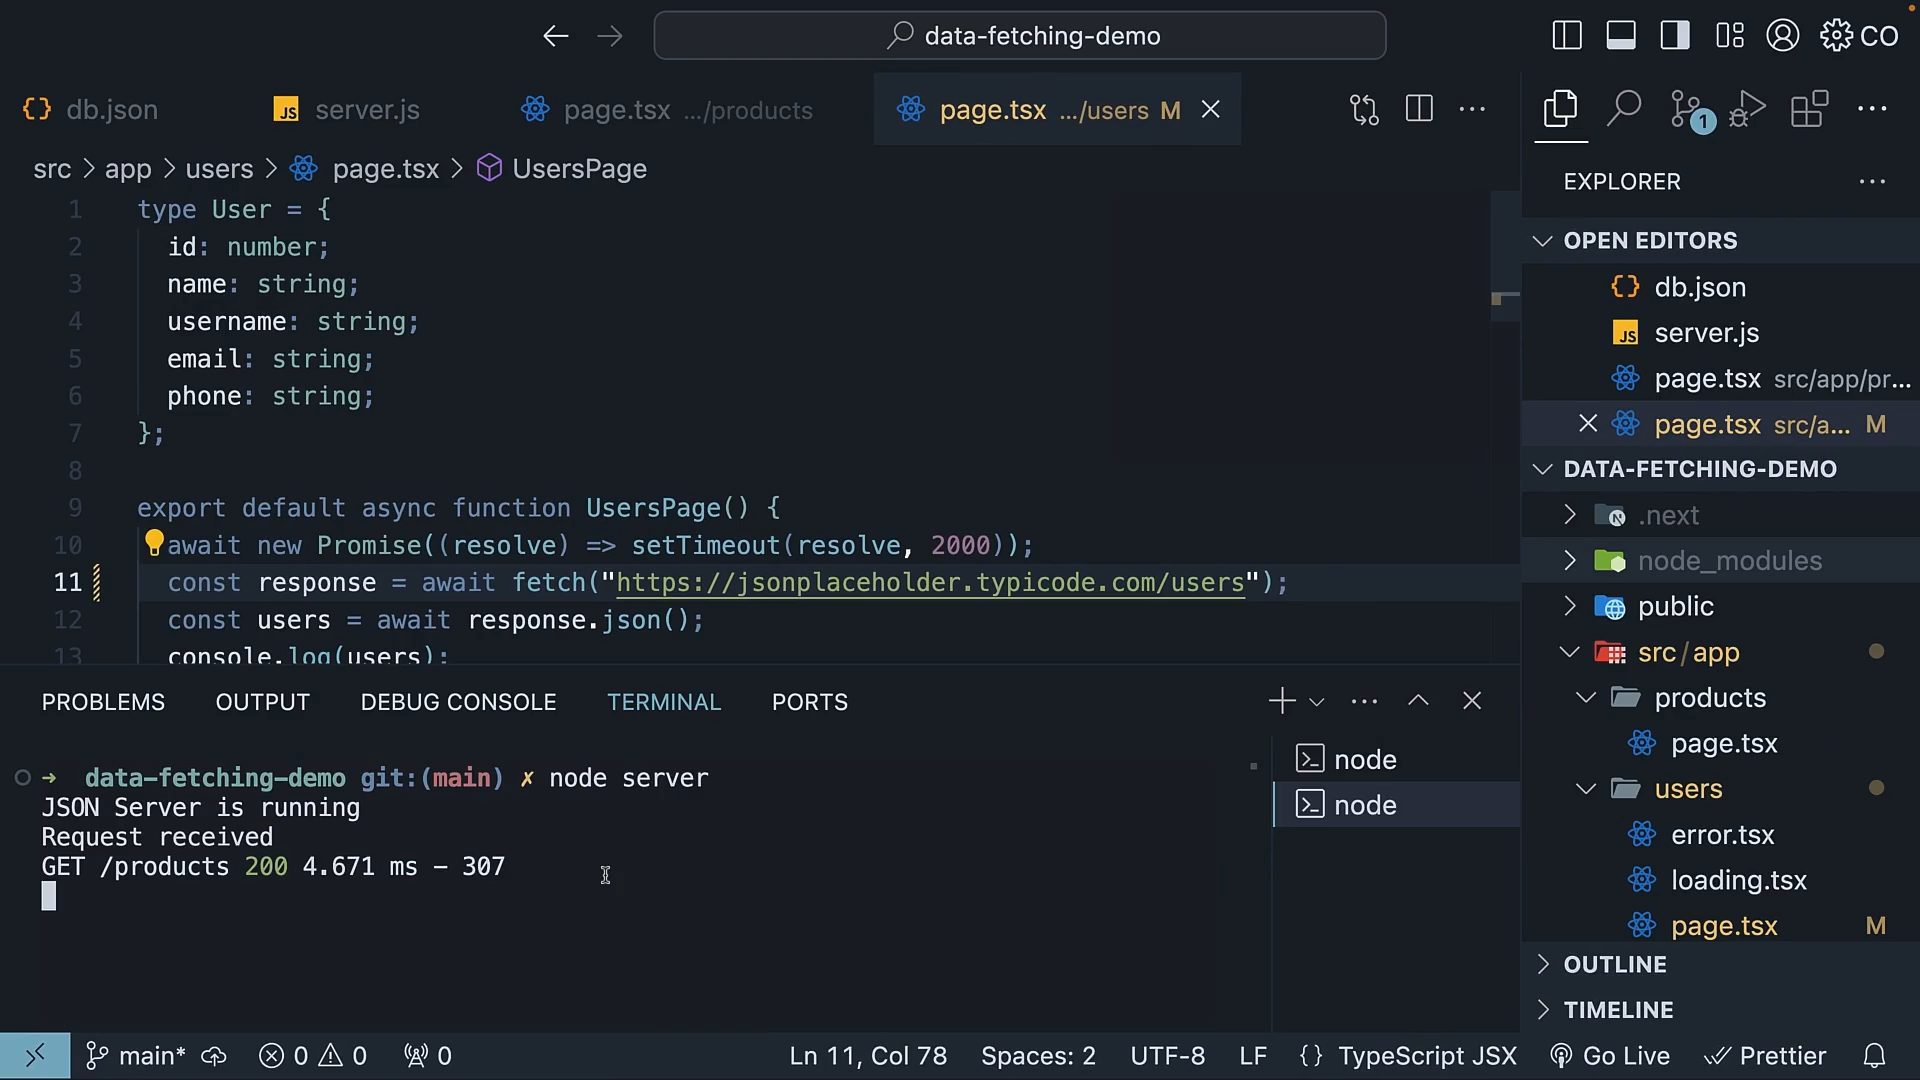 data-fetching-demo
CO
db.json
server.js
page.tsx .../products
page.tsx .../users M
1
src > app > users > page.tsx > UsersPage
1 type User = {
2 id: number;
3 name: string;
4 username: string;
5 email: string;
6 phone: string;
7 };
8
9 export default async function UsersPage() {
10 await new Promise((resolve) => setTimeout(resolve, 2000));
11 const response = await fetch("https://jsonplaceholder.typicode.com/users");
12 const users = await response.json();
13 console.log(users);
PROBLEMS OUTPUT DEBUG CONSOLE TERMINAL PORTS
→ data-fetching-demo git:(main) ✗ node server
JSON Server is running
Request received
GET /products 200 4.671 ms - 307
node
node
EXPLORER
OPEN EDITORS
db.json
JS server.js
page.tsx src/app/pr...
page.tsx src/a... M
DATA-FETCHING-DEMO
.next
node_modules
public
src/app
products
page.tsx
users
error.tsx
loading.tsx
page.tsx M
OUTLINE
TIMELINE
main* 0 0 0 Ln 11, Col 78 Spaces: 2 UTF-8 LF {} TypeScript JSX Go Live Prettier